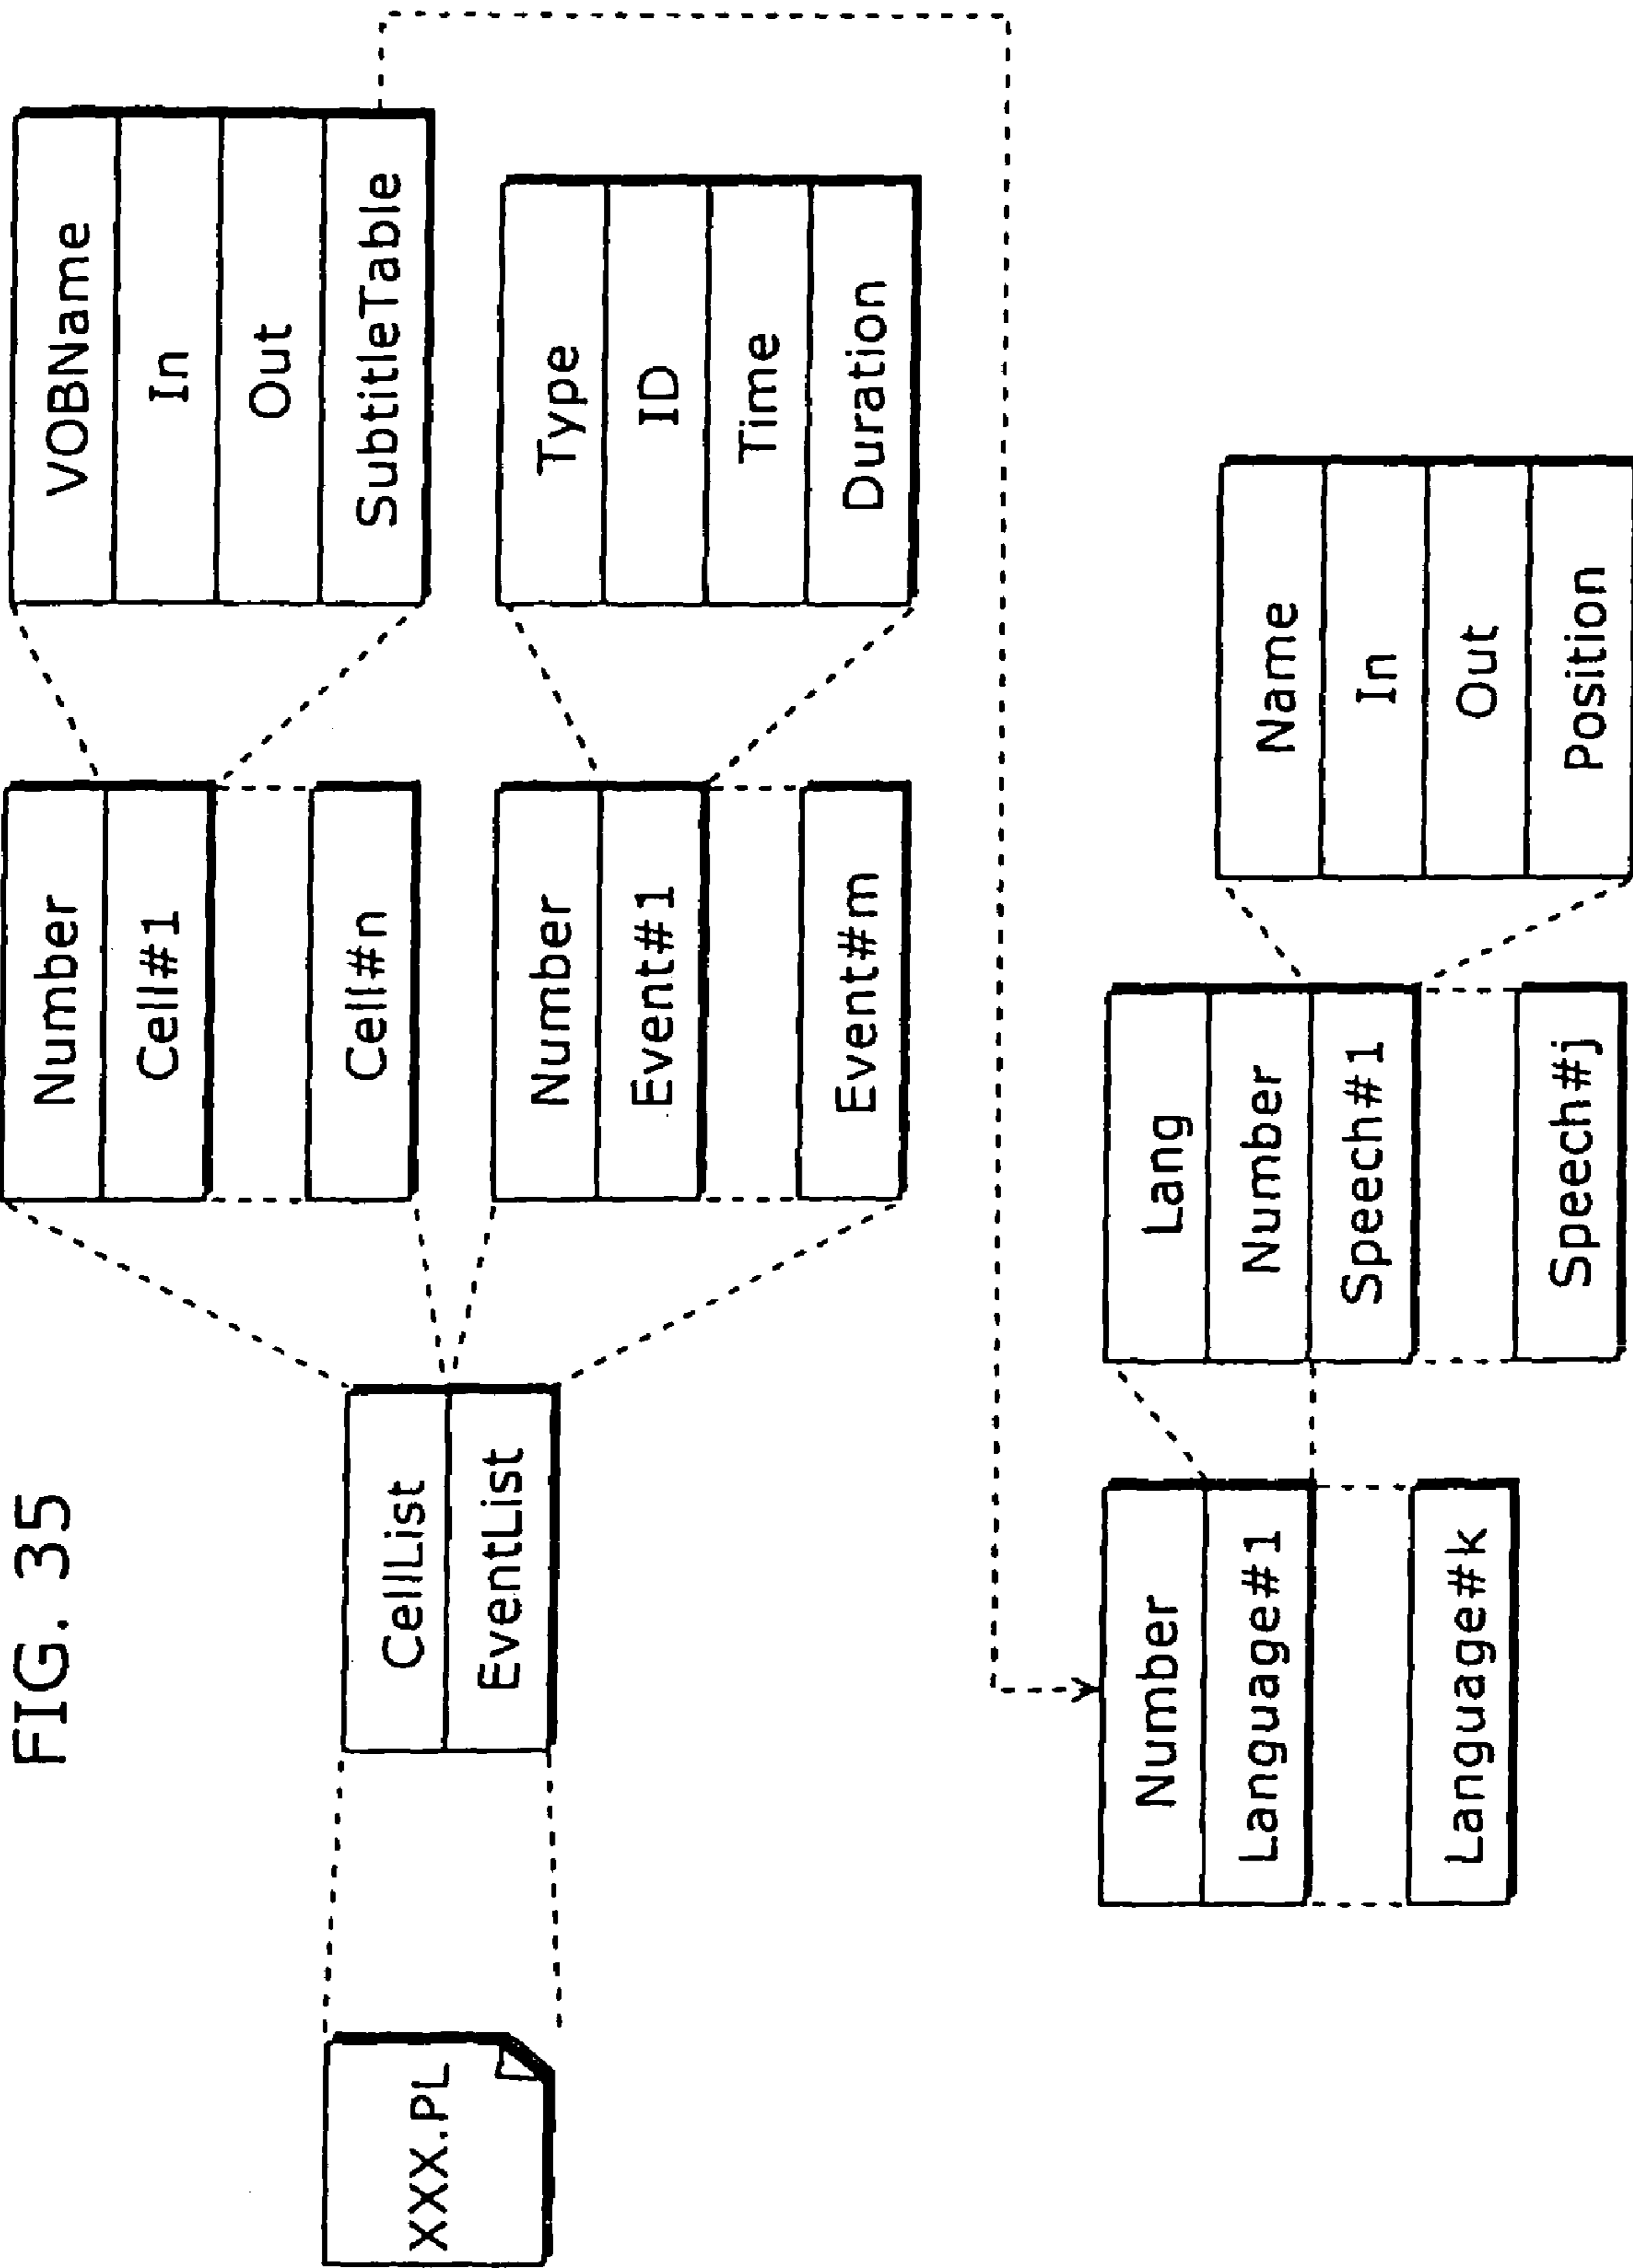 FIG. 35
XXX.PL
CellList
EventList
Number
Cell#1
Cell#n
Number
Event#1
Event#m
VOBName
In
Out
SubtitleTable
Type
ID
Time
Duration
Number
Language#1
Language#k
Lang
Number
Speech#1
Speech#j
Name
In
Out
Position